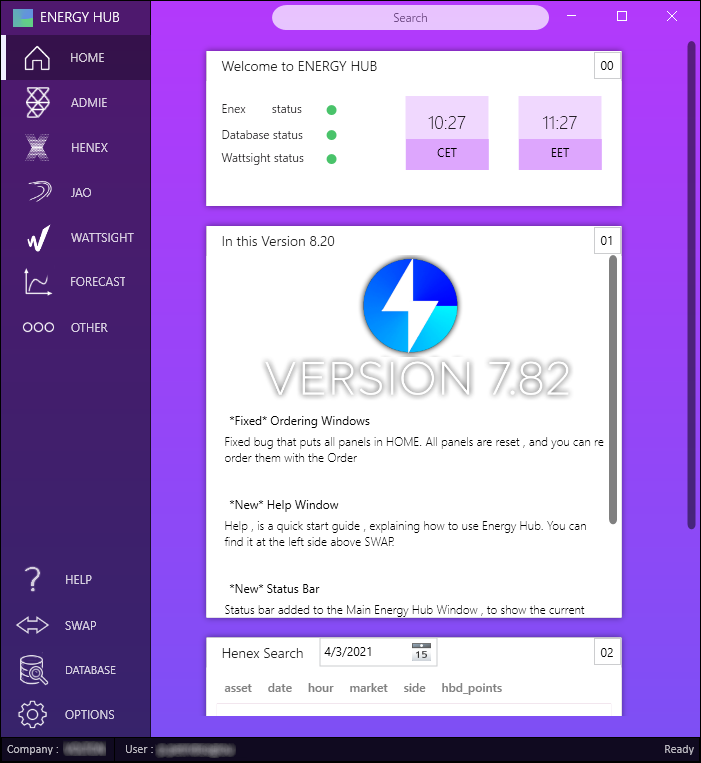 ENERGY HUB
Search
HOME
ADMIE
HENEX
JAO
WATTSIGHT
FORECAST
OTHER
HELP
SWAP
DATABASE
OPTIONS
Welcome to ENERGY HUB
00
Enex status
Database status
Wattsight status
10:27
CET
11:27
EET
In this Version 8.20
01
VERSION 7.82
*Fixed* Ordering Windows
Fixed bug that puts all panels in HOME. All panels are reset , and you can re
order them with the Order
*New* Help Window
Help , is a quick start guide , explaining how to use Energy Hub. You can
find it at the left side above SWAP.
*New* Status Bar
Status bar added to the Main Energy Hub Window , to show the current
Henex Search
4/3/2021
15
02
asset date hour market side hbd_points
Company :
User :
Ready